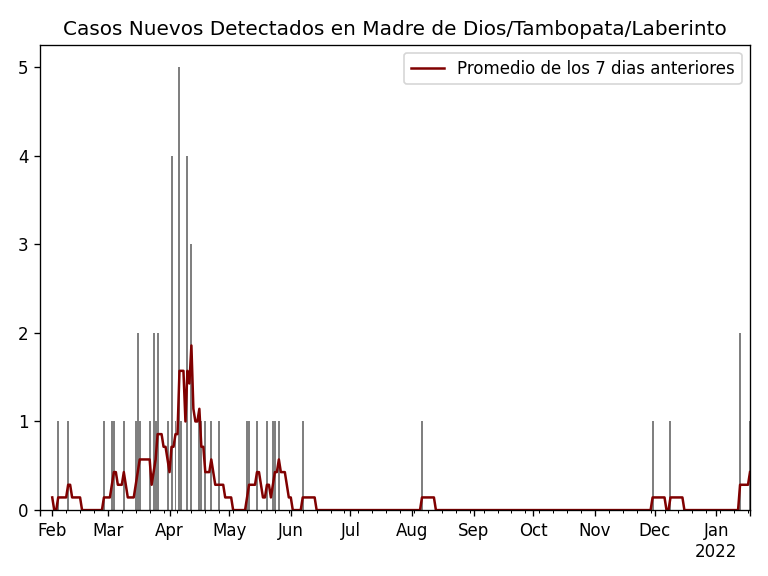 Casos Nuevos Detectados en Madre de Dios/Tambopata/Laberinto
Promedio de los 7 dias anteriores
5
4
3
2
1
0
Feb Mar Apr May Jun Jul Aug Sep Oct Nov Dec Jan
2022